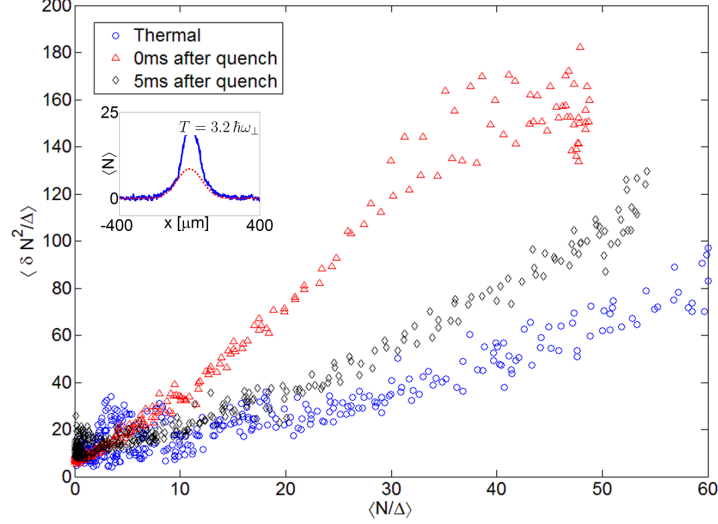 200
180
160
140
120
100
80
60
40
20
0
⟨ δ N²/Δ⟩
Thermal
0ms after quench
5ms after quench
25
0
⟨N⟩
T = 3.2 ħω⊥
-400
400
x [μm]
0
10
20
30
40
50
60
⟨N/Δ⟩